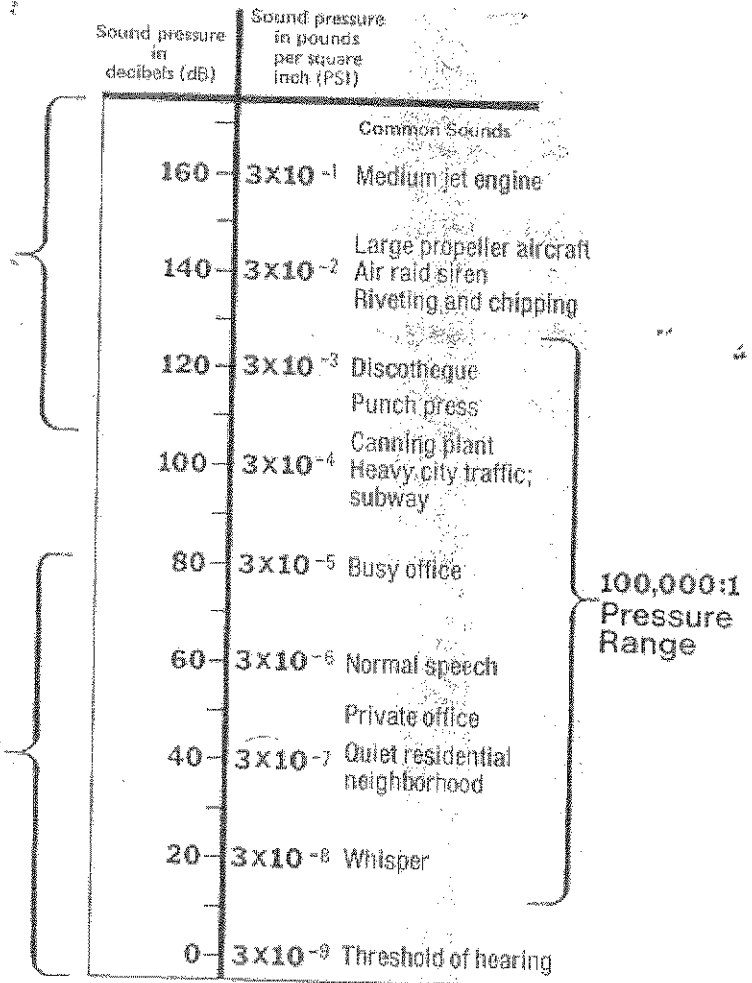 Sound pressure
in
decibels (dB)
Sound pressure
in pounds
per square
inch (PSI)
Common Sounds
160 3X10⁻¹ Medium jet engine
Large propeller aircraft
140 3X10⁻² Air raid siren
Riveting and chipping
120 3X10⁻³ Discotheque
Punch press
Canning plant
100 3X10⁻⁴ Heavy city traffic;
subway
80 3X10⁻⁵ Busy office
100,000:1
Pressure
Range
60 3X10⁻⁶ Normal speech
Private office
40 3X10⁻⁷ Quiet residential
neighborhood
20 3X10⁻⁸ Whisper
0 3X10⁻⁹ Threshold of hearing